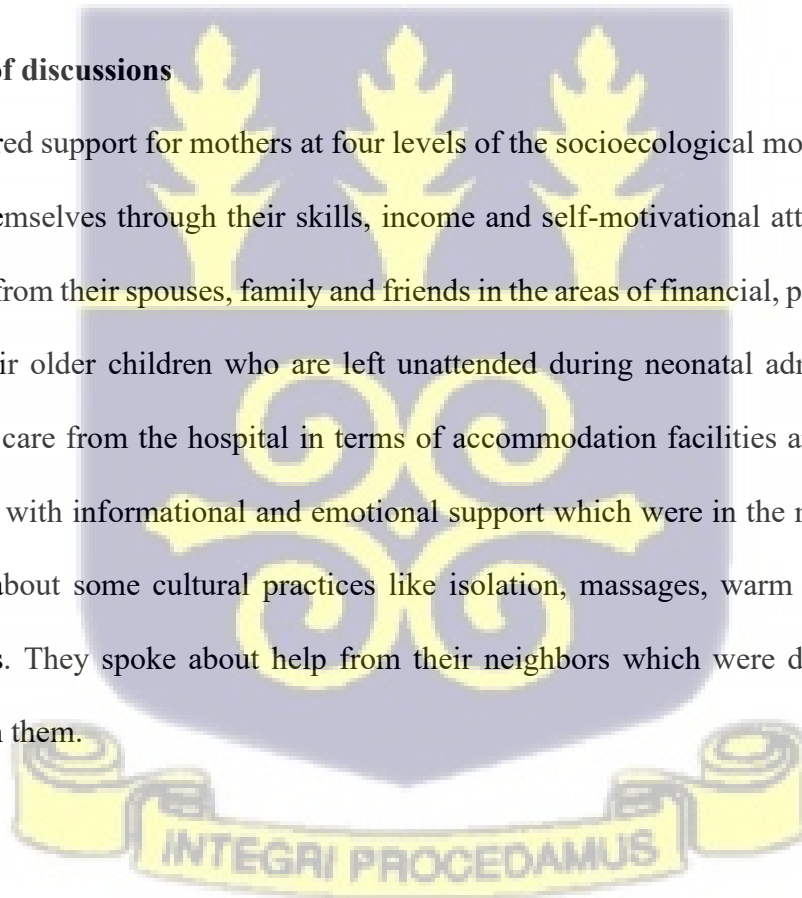 of discussions
red support for mothers at four levels of the socioecological mo
emselves through their skills, income and self-motivational att
from their spouses, family and friends in the areas of financial, p
ir older children who are left unattended during neonatal adr
care from the hospital in terms of accommodation facilities a
with informational and emotional support which were in the r
about some cultural practices like isolation, massages, warm
s. They spoke about help from their neighbors which were d
n them.
INTEGRI PROCEDAMUS